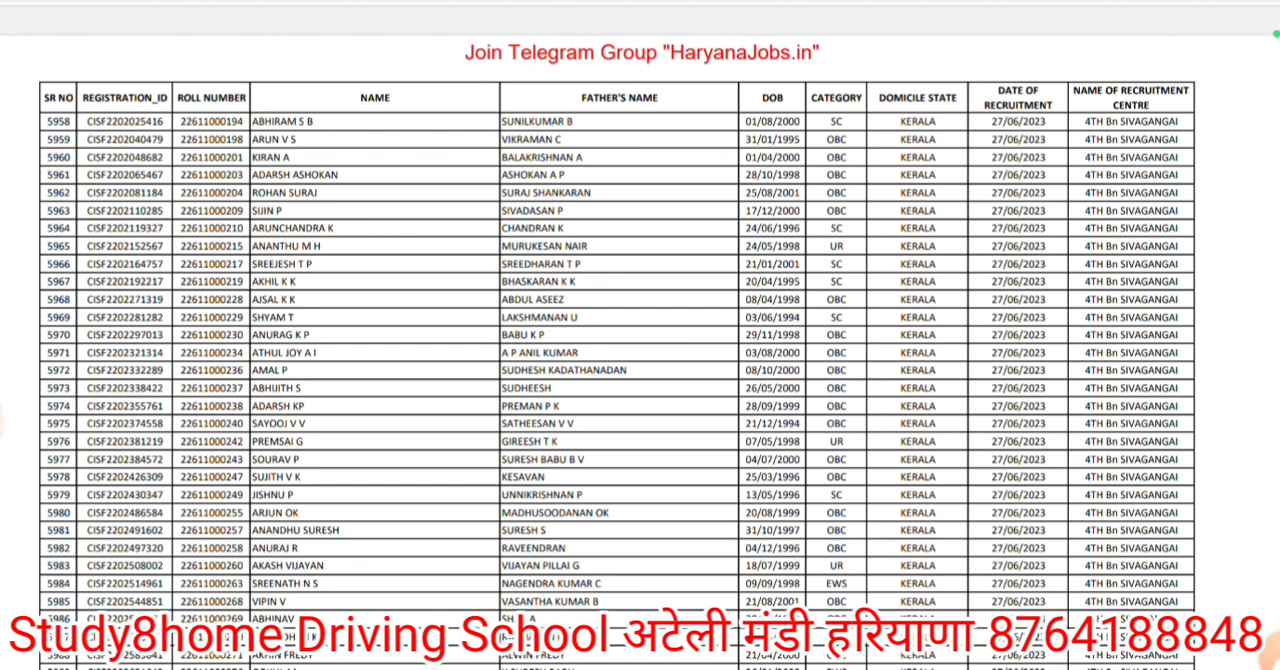 Join Telegram Group "HaryanaJobs.in"
SR NO REGISTRATION_ID ROLL NUMBER NAME FATHER'S NAME DOB CATEGORY DOMICILE STATE DATE OF RECRUITMENT NAME OF RECRUITMENT CENTRE
5958 CISF2202025416 22611000194 ABHIRAM S B SUNILKUMAR B 01/08/2000 SC KERALA 27/06/2023 4TH Bn SIVAGANGAI
5959 CISF2202040479 22611000198 ARUN V S VIKRAMAN C 31/01/1995 OBC KERALA 27/06/2023 4TH Bn SIVAGANGAI
5960 CISF2202048682 22611000201 KIRAN A BALAKRISHNAN A 01/04/2000 OBC KERALA 27/06/2023 4TH Bn SIVAGANGAI
5961 CISF2202065467 22611000203 ADARSH ASHOKAN ASHOKAN A P 28/10/1998 OBC KERALA 27/06/2023 4TH Bn SIVAGANGAI
5962 CISF2202081184 22611000204 ROHAN SURAJ SURAJ SHANKARAN 25/08/2001 OBC KERALA 27/06/2023 4TH Bn SIVAGANGAI
5963 CISF2202110285 22611000209 SIJIN P SIVADASAN P 17/12/2000 OBC KERALA 27/06/2023 4TH Bn SIVAGANGAI
5964 CISF2202119327 22611000210 ARUNCHANDRA K CHANDRAN K 24/06/1996 SC KERALA 27/06/2023 4TH Bn SIVAGANGAI
5965 CISF2202152567 22611000215 ANANTHU M H MURUKESAN NAIR 24/05/1998 UR KERALA 27/06/2023 4TH Bn SIVAGANGAI
5966 CISF2202164757 22611000217 SREEJESH T P SREEDHARAN T P 21/01/2001 SC KERALA 27/06/2023 4TH Bn SIVAGANGAI
5967 CISF2202192217 22611000219 AKHIL K K BHASKARAN K K 20/04/1995 SC KERALA 27/06/2023 4TH Bn SIVAGANGAI
5968 CISF2202271319 22611000228 AJSAL K K ABDUL ASEEZ 08/04/1998 OBC KERALA 27/06/2023 4TH Bn SIVAGANGAI
5969 CISF2202281282 22611000229 SHYAM T LAKSHMANAN U 03/06/1994 SC KERALA 27/06/2023 4TH Bn SIVAGANGAI
5970 CISF2202297013 22611000230 ANURAG K P BABU K P 29/11/1998 OBC KERALA 27/06/2023 4TH Bn SIVAGANGAI
5971 CISF2202321314 22611000234 ATHUL JOY A I A P ANIL KUMAR 03/08/2000 OBC KERALA 27/06/2023 4TH Bn SIVAGANGAI
5972 CISF2202332289 22611000236 AMAL P SUDHESH KADATHANADAN 08/10/2000 OBC KERALA 27/06/2023 4TH Bn SIVAGANGAI
5973 CISF2202338422 22611000237 ABHIJITH S SUDHEESH 26/05/2000 OBC KERALA 27/06/2023 4TH Bn SIVAGANGAI
5974 CISF2202355761 22611000238 ADARSH KP PREMAN P K 28/09/1999 OBC KERALA 27/06/2023 4TH Bn SIVAGANGAI
5975 CISF2202374558 22611000240 SAYOOJ V V SATHEESAN V V 21/12/1994 OBC KERALA 27/06/2023 4TH Bn SIVAGANGAI
5976 CISF2202381219 22611000242 PREMSAI G GIREESH T K 07/05/1998 UR KERALA 27/06/2023 4TH Bn SIVAGANGAI
5977 CISF2202384572 22611000243 SOURAV P SURESH BABU B V 04/07/2000 OBC KERALA 27/06/2023 4TH Bn SIVAGANGAI
5978 CISF2202426309 22611000247 SUJITH V K KESAVAN 25/03/1996 OBC KERALA 27/06/2023 4TH Bn SIVAGANGAI
5979 CISF2202430347 22611000249 JISHNU P UNNIKRISHNAN P 13/05/1996 SC KERALA 27/06/2023 4TH Bn SIVAGANGAI
5980 CISF2202486584 22611000255 ARJUN OK MADHUSOODANAN OK 20/08/1999 OBC KERALA 27/06/2023 4TH Bn SIVAGANGAI
5981 CISF2202491602 22611000257 ANANDHU SURESH SURESH S 31/10/1997 OBC KERALA 27/06/2023 4TH Bn SIVAGANGAI
5982 CISF2202497320 22611000258 ANURAJ R RAVEENDRAN 04/12/1996 OBC KERALA 27/06/2023 4TH Bn SIVAGANGAI
5983 CISF2202508002 22611000260 AKASH VIJAYAN VIJAYAN PILLAI G 18/07/1999 UR KERALA 27/06/2023 4TH Bn SIVAGANGAI
5984 CISF2202514961 22611000263 SREENATH N S NAGENDRA KUMAR C 09/09/1998 EWS KERALA 27/06/2023 4TH Bn SIVAGANGAI
5985 CISF2202544851 22611000268 VIPIN V VASANTHA KUMAR B 21/08/2001 OBC KERALA 27/06/2023 4TH Bn SIVAGANGAI
Study8home Driving School अटेली मंडी हरियाणा 8764188848